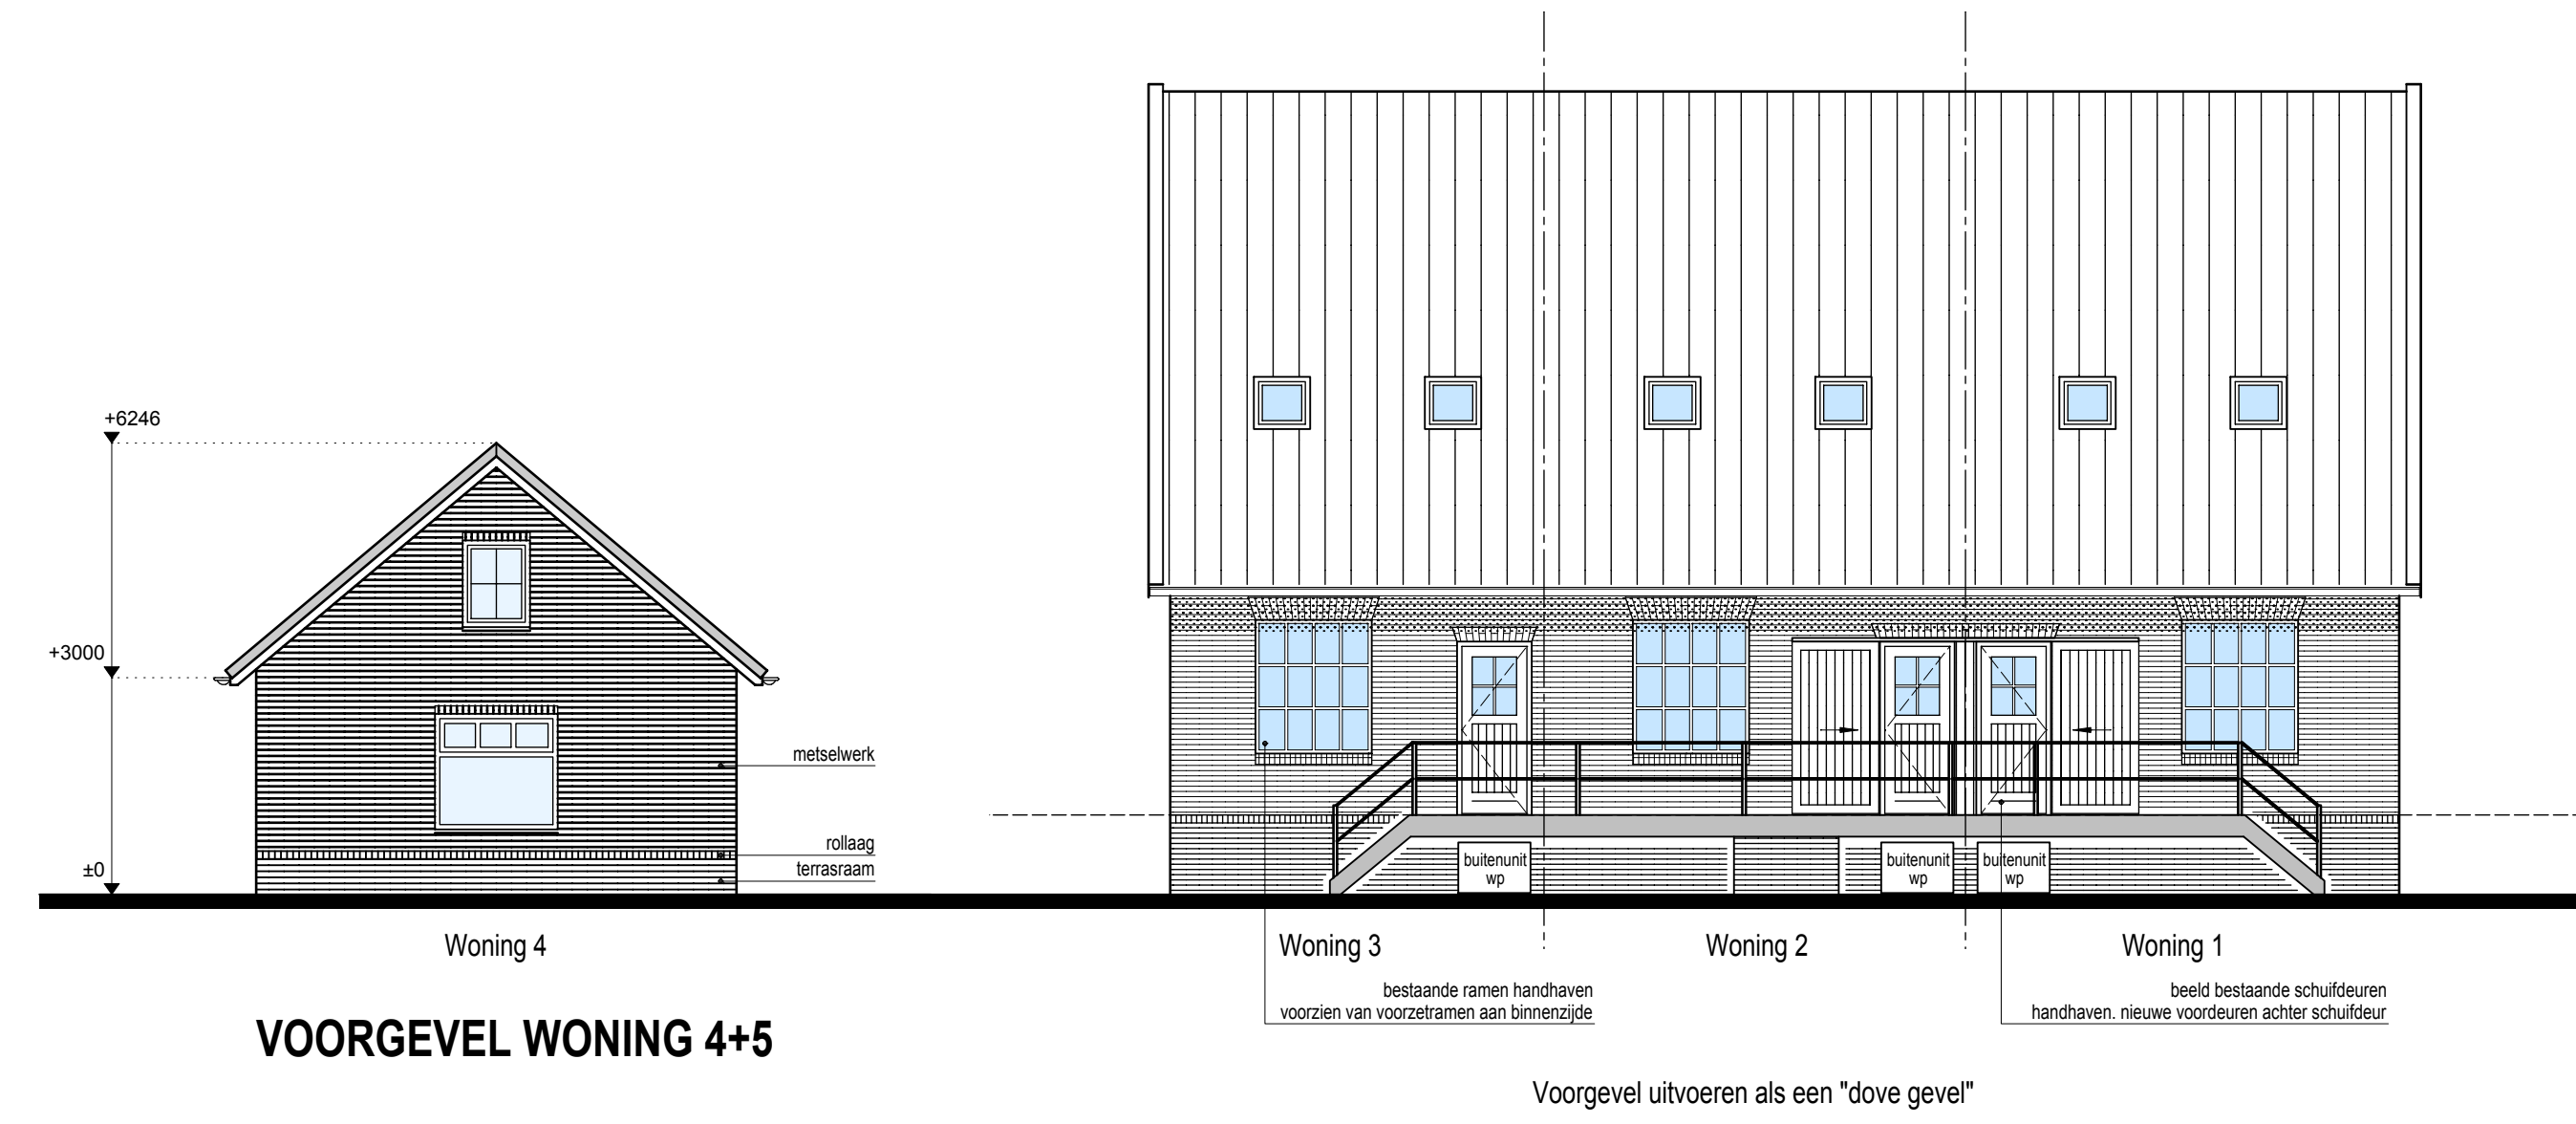 +6246
+3000
±0
metselwerk
rollaag
terrasraam
Woning 4
VOORGEVEL WONING 4+5
buitenunit
wp
buitenunit
wp
buitenunit
wp
Woning 3
Woning 2
Woning 1
bestaande ramen handhaven
voorzien van voorzetramen aan binnenzijde
beeld bestaande schuifdeuren
handhaven. nieuwe voordeuren achter schuifdeur
Voorgevel uitvoeren als een "dove gevel"